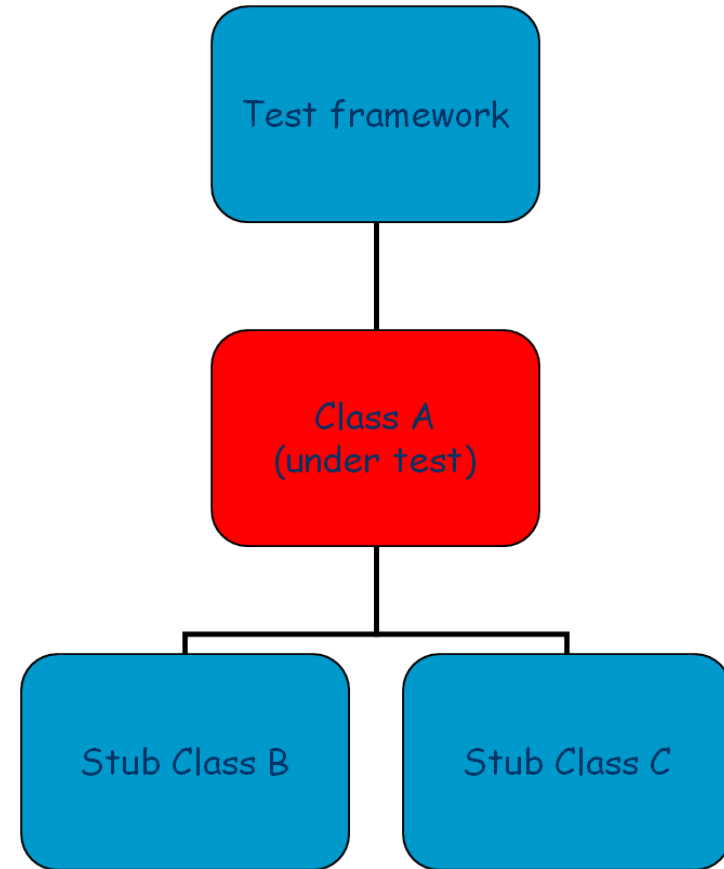 Test framework
Class A
(under test)
Stub Class B
Stub Class C